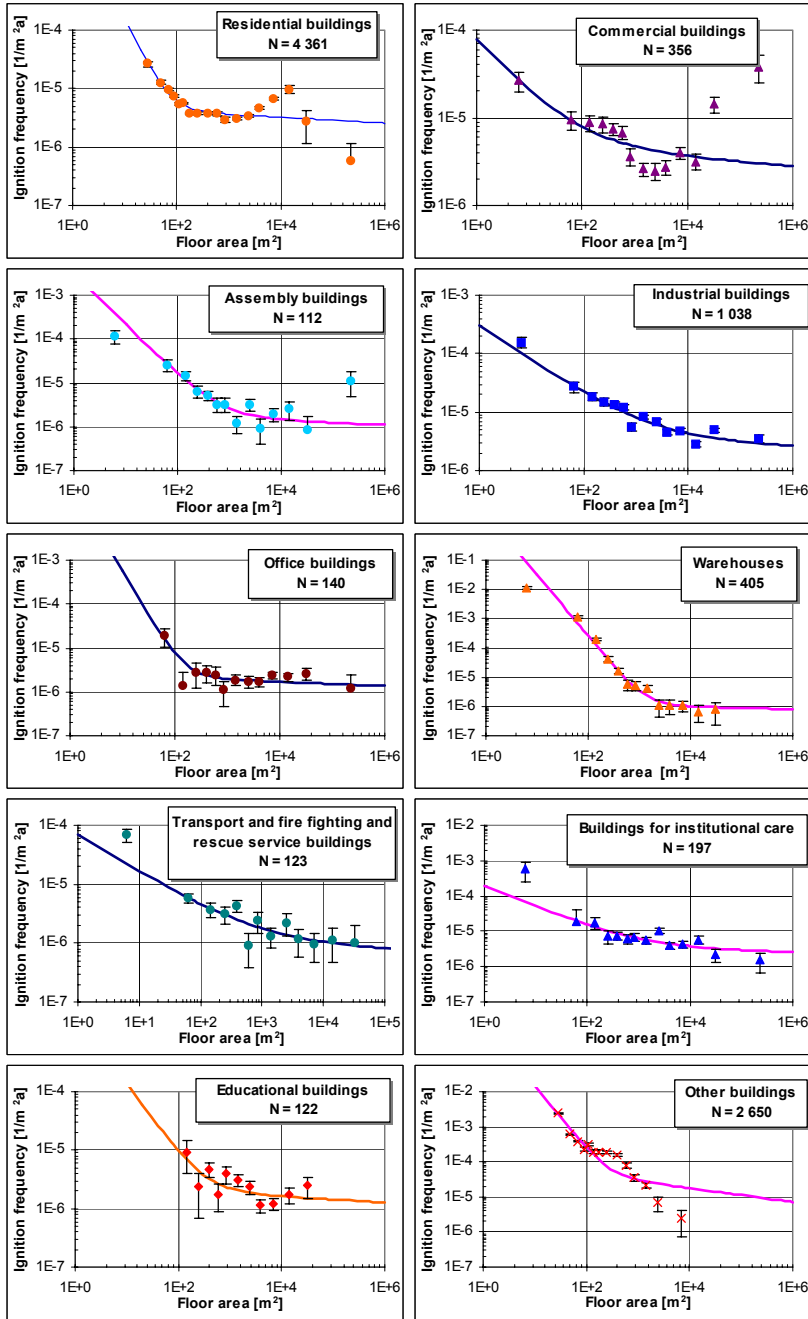 Residential buildings
N = 4 361
Ignition frequency [1/m ²a]
1E-4
1E-5
1E-6
1E-7
1E+0
1E+2
1E+4
1E+6
Floor area [m²]
Commercial buildings
N = 356
Ignition frequency [1/m ²a]
1E-4
1E-5
1E-6
1E+0
1E+2
1E+4
1E+6
Floor area [m²]
Assembly buildings
N = 112
Ignition frequency [1/m ²a]
1E-3
1E-4
1E-5
1E-6
1E-7
1E+0
1E+2
1E+4
1E+6
Floor area [m²]
Industrial buildings
N = 1 038
Ignition frequency [1/m ²a]
1E-3
1E-4
1E-5
1E-6
1E+0
1E+2
1E+4
1E+6
Floor area [m²]
Office buildings
N = 140
Ignition frequency [1/m ²a]
1E-3
1E-4
1E-5
1E-6
1E-7
1E+0
1E+2
1E+4
1E+6
Floor area [m²]
Warehouses
N = 405
Ignition frequency [1/m ²a]
1E-1
1E-2
1E-3
1E-4
1E-5
1E-6
1E-7
1E+0
1E+2
1E+4
1E+6
Floor area [m²]
Transport and fire fighting and
rescue service buildings
N = 123
Ignition frequency [1/m ²a]
1E-4
1E-5
1E-6
1E-7
1E+0
1E+1
1E+2
1E+3
1E+4
1E+5
Floor area [m²]
Buildings for institutional care
N = 197
Ignition frequency [1/m ²a]
1E-2
1E-3
1E-4
1E-5
1E-6
1E-7
1E+0
1E+2
1E+4
1E+6
Floor area [m²]
Educational buildings
N = 122
Ignition frequency [1/m ²a]
1E-4
1E-5
1E-6
1E-7
1E+0
1E+2
1E+4
1E+6
Floor area [m²]
Other buildings
N = 2 650
Ignition frequency [1/m ²a]
1E-2
1E-3
1E-4
1E-5
1E-6
1E-7
1E+0
1E+2
1E+4
1E+6
Floor area [m²]